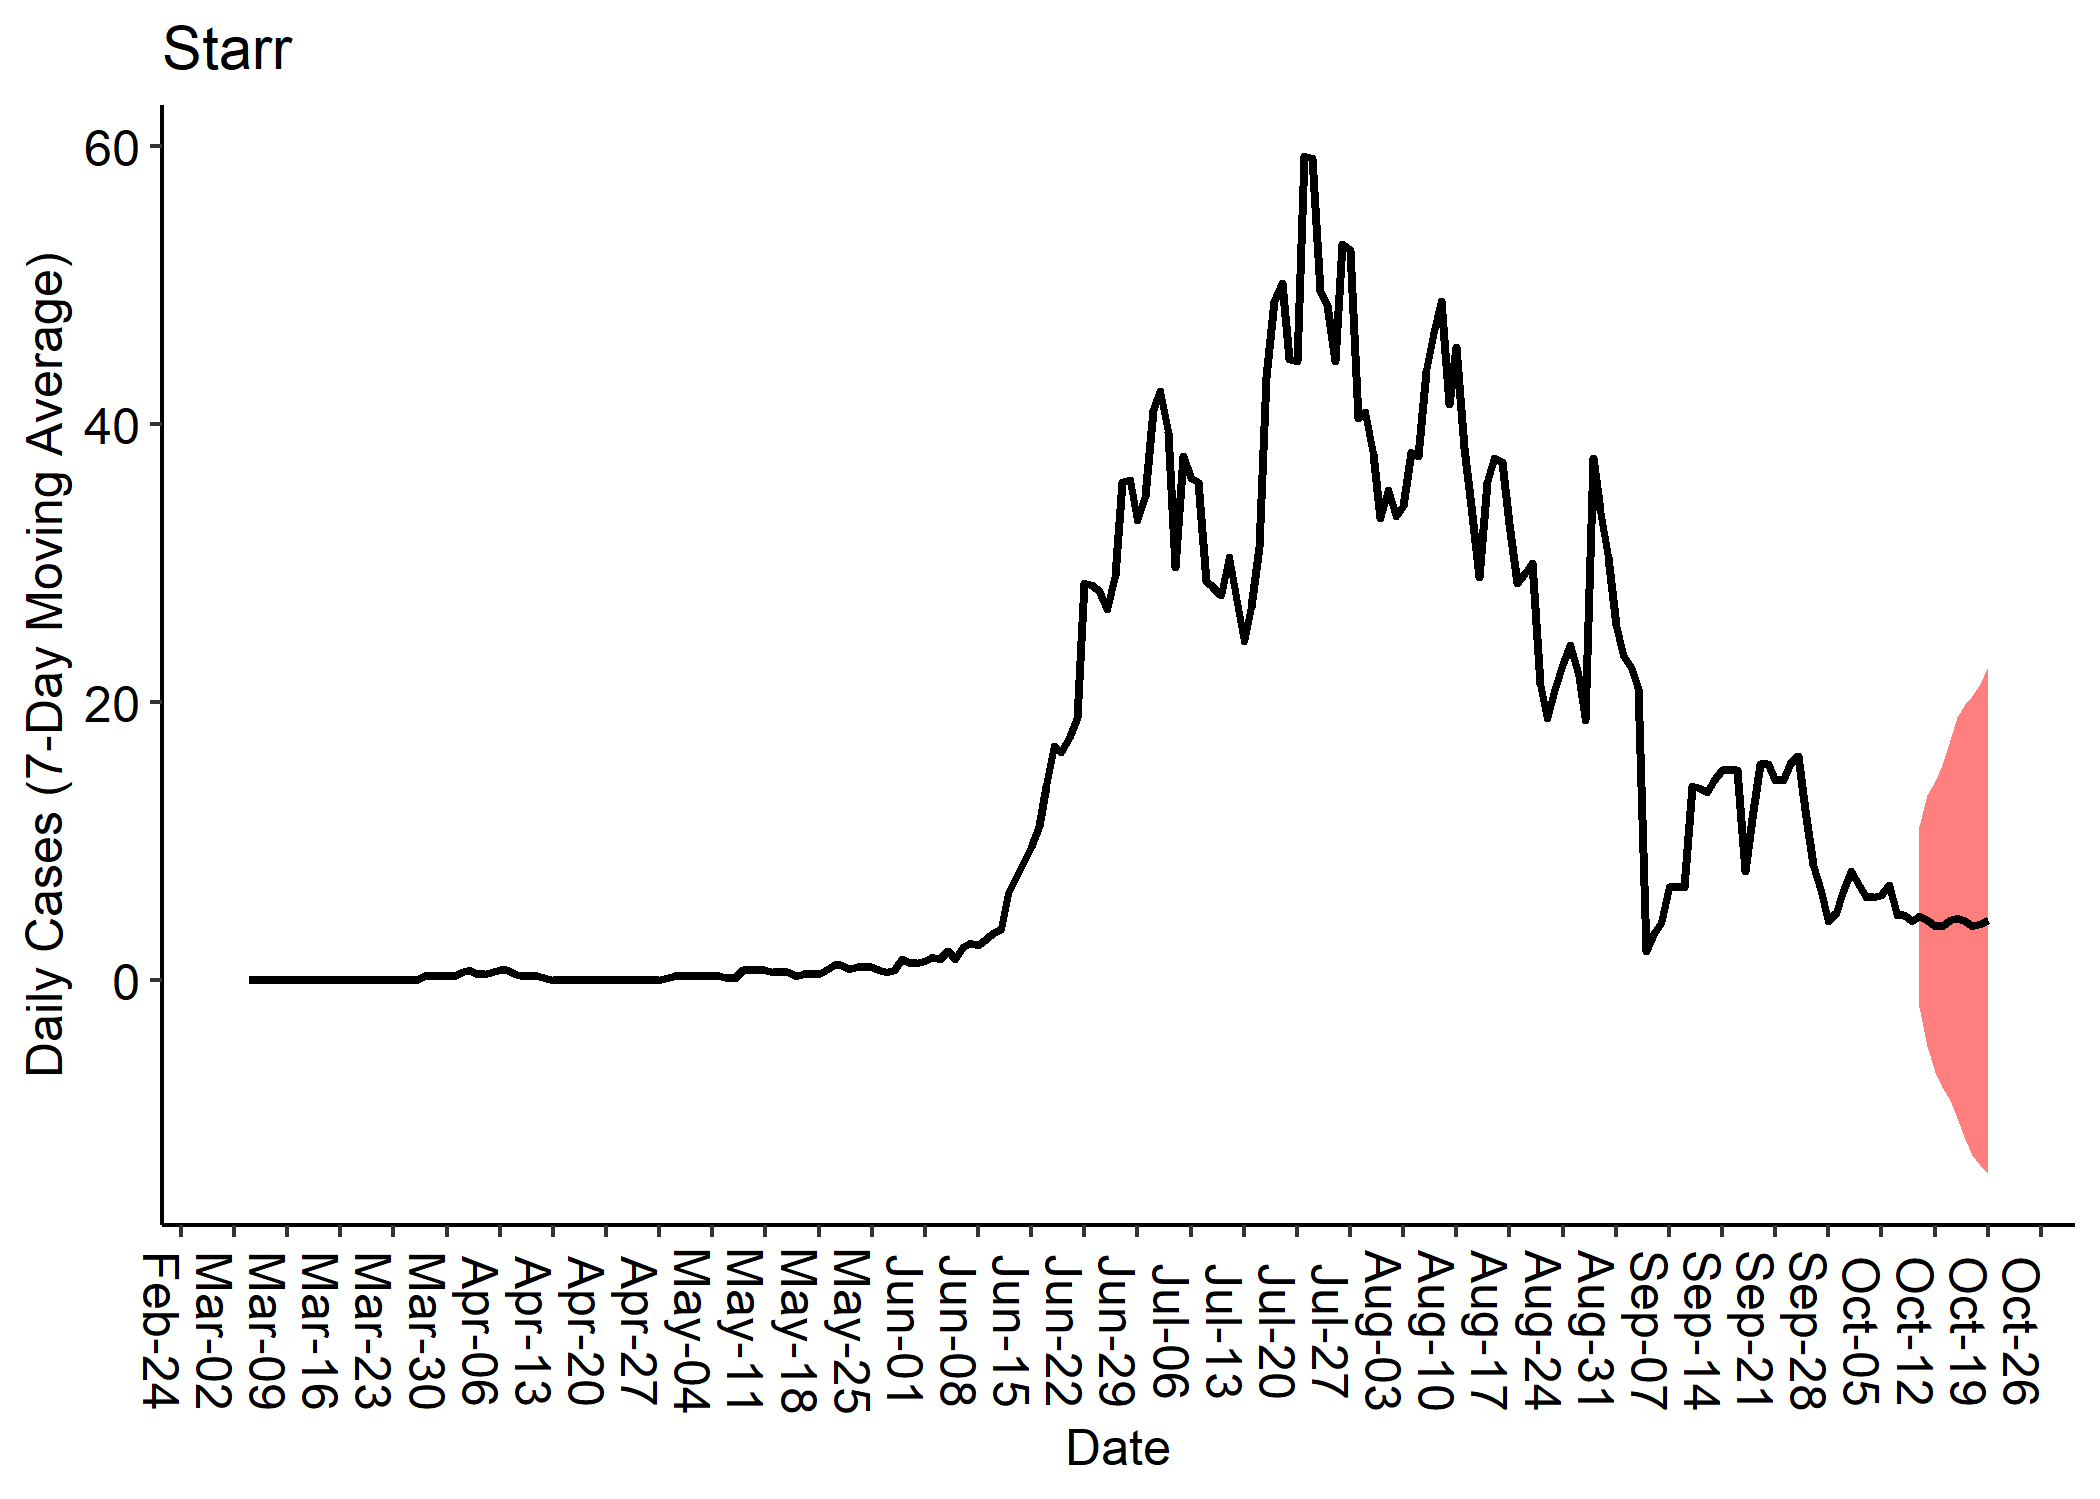 Starr
Daily Cases (7-Day Moving Average)
60
40
20
0
Feb-24
Mar-02
Mar-09
Mar-16
Mar-23
Mar-30
Apr-06
Apr-13
Apr-20
Apr-27
May-04
May-11
May-18
May-25
Jun-01
Jun-08
Jun-15
Jun-22
Jun-29
Jul-06
Jul-13
Jul-20
Jul-27
Aug-03
Aug-10
Aug-17
Aug-24
Aug-31
Sep-07
Sep-14
Sep-21
Sep-28
Oct-05
Oct-12
Oct-19
Oct-26
Date